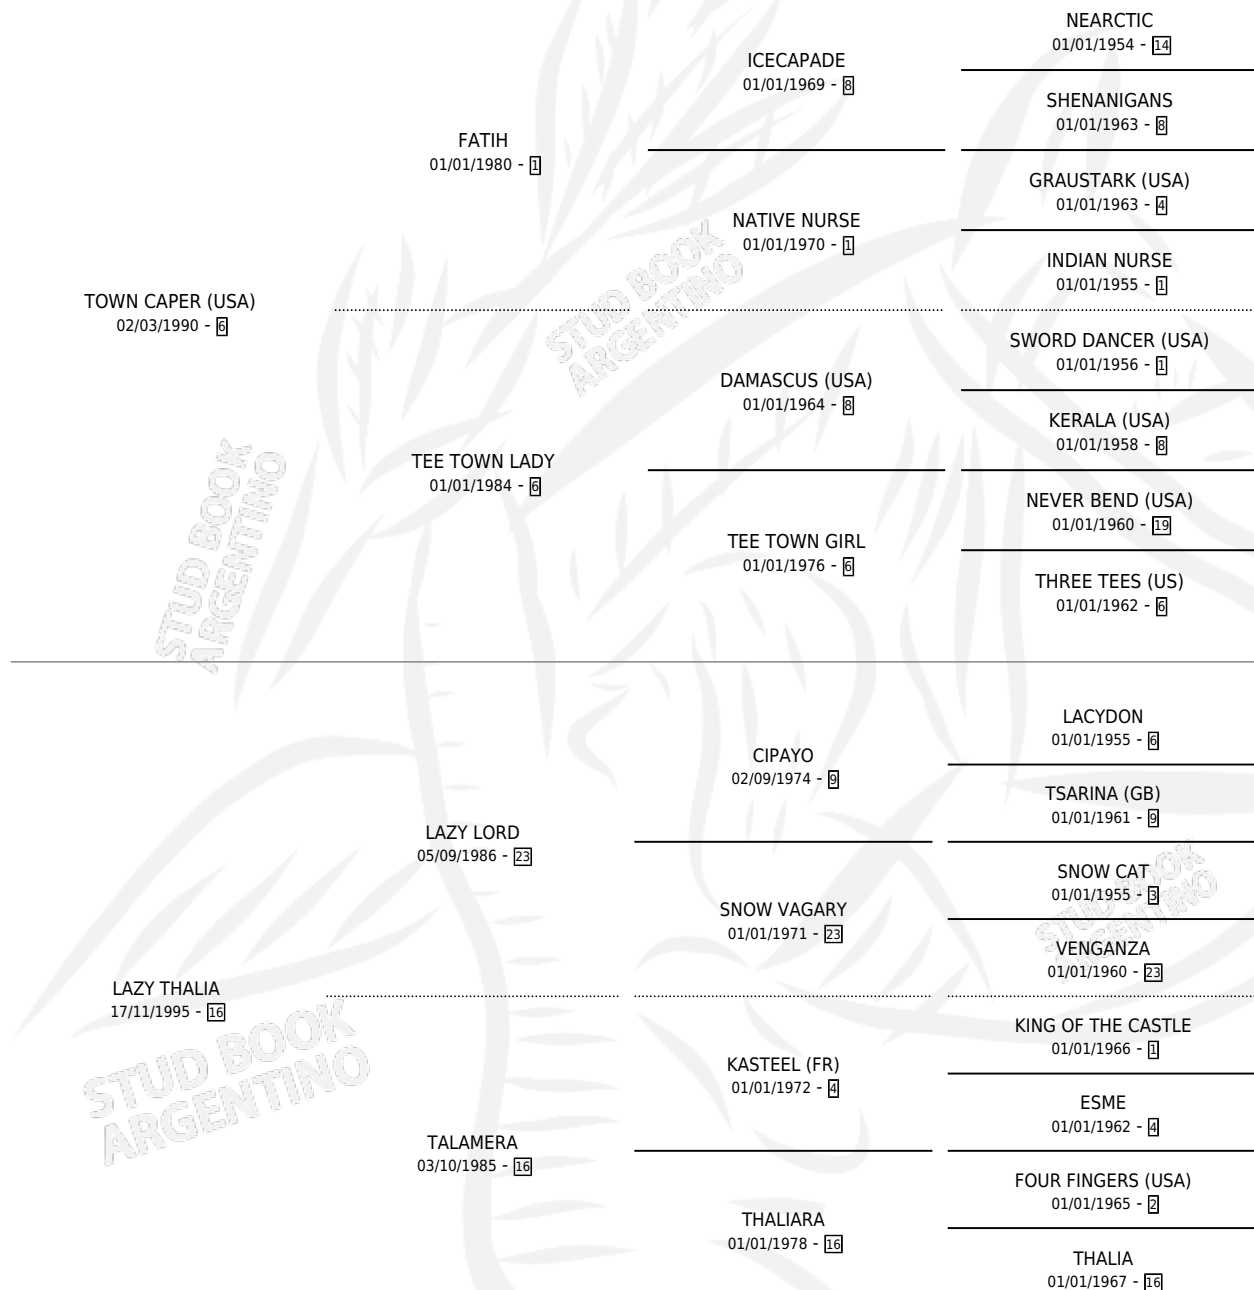 NEARCTIC
01/01/1954 - 14
ICECAPADE
01/01/1969 - 8
SHENANIGANS
01/01/1963 - 8
FATIH
01/01/1980 - 1
GRAUSTARK (USA)
01/01/1963 - 4
NATIVE NURSE
01/01/1970 - 1
INDIAN NURSE
01/01/1955 - 1
TOWN CAPER (USA)
02/03/1990 - 6
STUD BOOK
ARGENTINO
SWORD DANCER (USA)
01/01/1956 - 1
DAMASCUS (USA)
01/01/1964 - 8
KERALA (USA)
01/01/1958 - 8
TEE TOWN LADY
01/01/1984 - 6
NEVER BEND (USA)
01/01/1960 - 19
TEE TOWN GIRL
01/01/1976 - 6
THREE TEES (US)
01/01/1962 - 6
STUD BOOK
ARGENTINO
LACYDON
01/01/1955 - 6
CIPAYO
02/09/1974 - 9
TSARINA (GB)
01/01/1961 - 9
LAZY LORD
05/09/1986 - 23
SNOW CAT
01/01/1955 - 3
SNOW VAGARY
01/01/1971 - 23
STUD BOOK
ARGENTINO
VENGANZA
01/01/1960 - 23
LAZY THALIA
17/11/1995 - 16
KING OF THE CASTLE
01/01/1966 - 1
KASTEEL (FR)
01/01/1972 - 4
STUD BOOK
ARGENTINO
ESME
01/01/1962 - 4
TALAMERA
03/10/1985 - 16
FOUR FINGERS (USA)
01/01/1965 - 2
THALIARA
01/01/1978 - 16
THALIA
01/01/1967 - 16